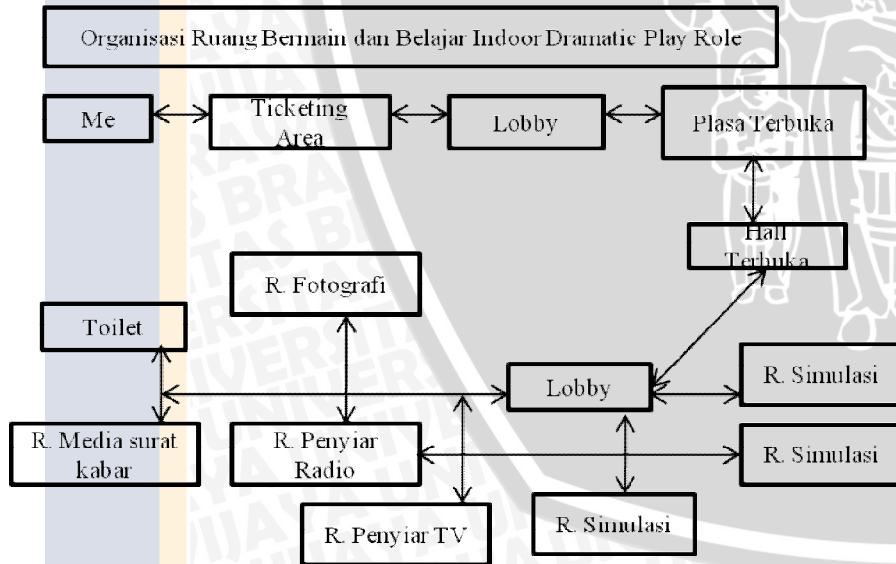 Organisasi Ruang Bermain dan Belajar Indoor Dramatic Play Role
Me
Ticketing
Area
Lobby
Plasa Terbuka
Hall
Terbuka
R. Fotografi
Toilet
Lobby
R. Simulasi
R. Media surat
kabar
R. Penyiar
Radio
R. Simulasi
R. Penyiar TV
R. Simulasi